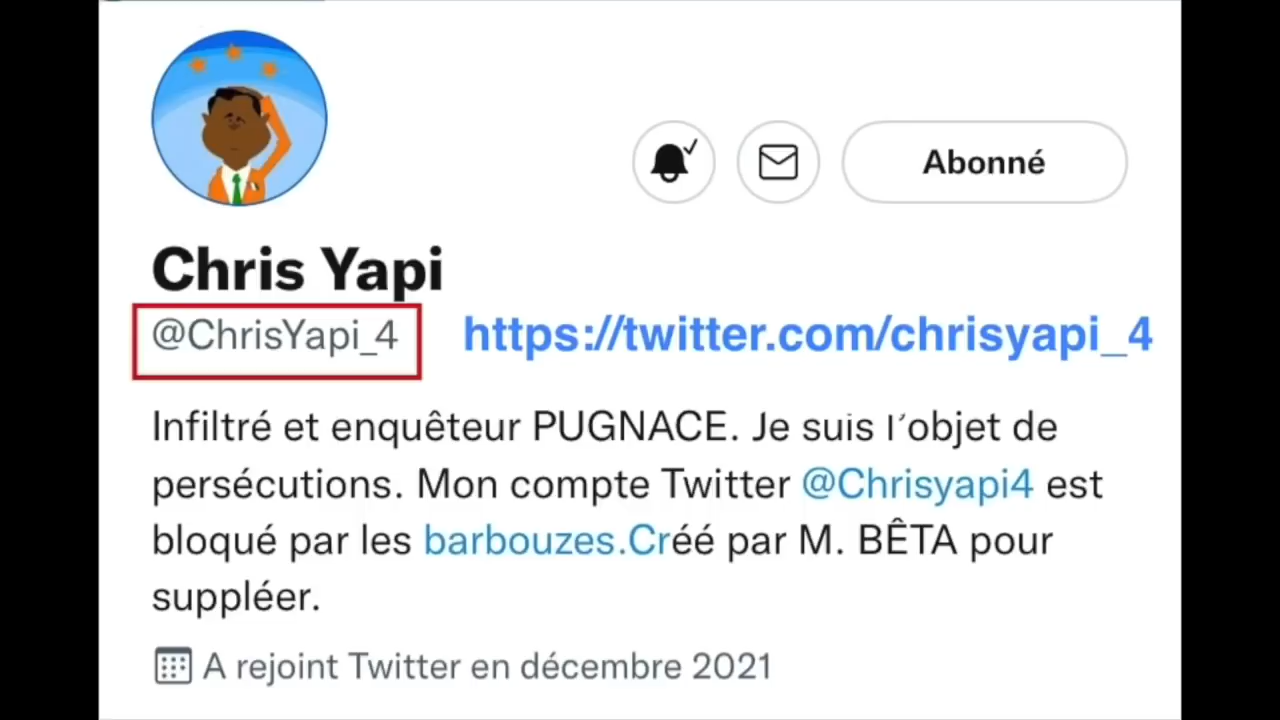 Abonné
Chris Yapi
@ChrisYapi_4
https://twitter.com/chrisyapi_4
Infiltré et enquêteur PUGNACE. Je suis l’objet de
persécutions. Mon compte Twitter @Chrisyapi4 est
bloqué par les barbouzes.Créé par M. BÊTA pour
suppléer.
A rejoint Twitter en décembre 2021